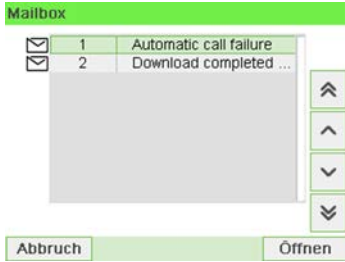 Mailbox
1 Automatic call failure
2 Download completed ...
Abbruch Öffnen